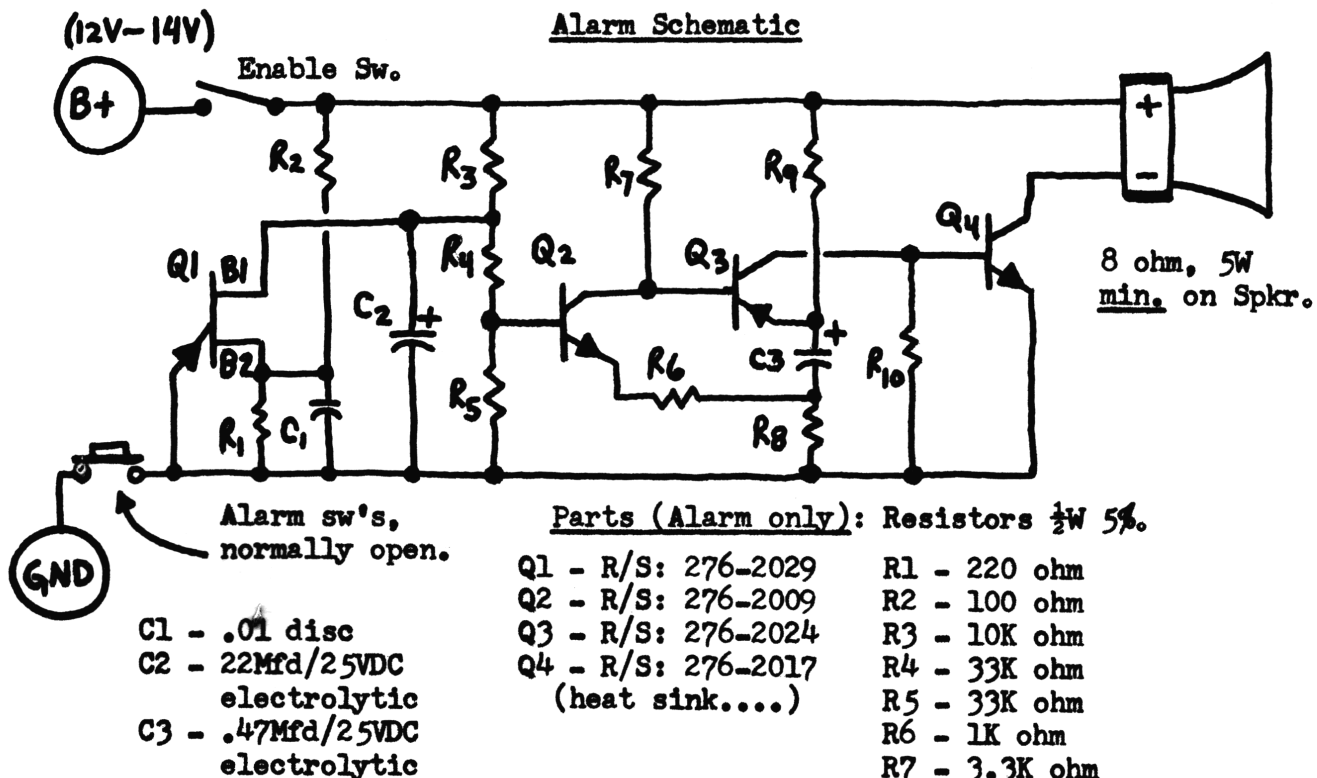 Alarm Schematic
(12V~14V)
B+
Enable Sw.
R2
R3
R7
R9
+
−
Q1
B1
B2
C2
+
R4
Q2
Q3
Q4
8 ohm, 5W
min. on Spkr.
R1
C1
R5
R6
C3
+
R8
R10
GND
Alarm sw's,
normally open.
Parts (Alarm only): Resistors ½W 5%.
Q1 - R/S: 276-2029
Q2 - R/S: 276-2009
Q3 - R/S: 276-2024
Q4 - R/S: 276-2017
(heat sink....)
R1 - 220 ohm
R2 - 100 ohm
R3 - 10K ohm
R4 - 33K ohm
R5 - 33K ohm
R6 - 1K ohm
R7 - 3.3K ohm
C1 - .01 disc
C2 - 22Mfd/25VDC
electrolytic
C3 - .47Mfd/25VDC
electrolytic